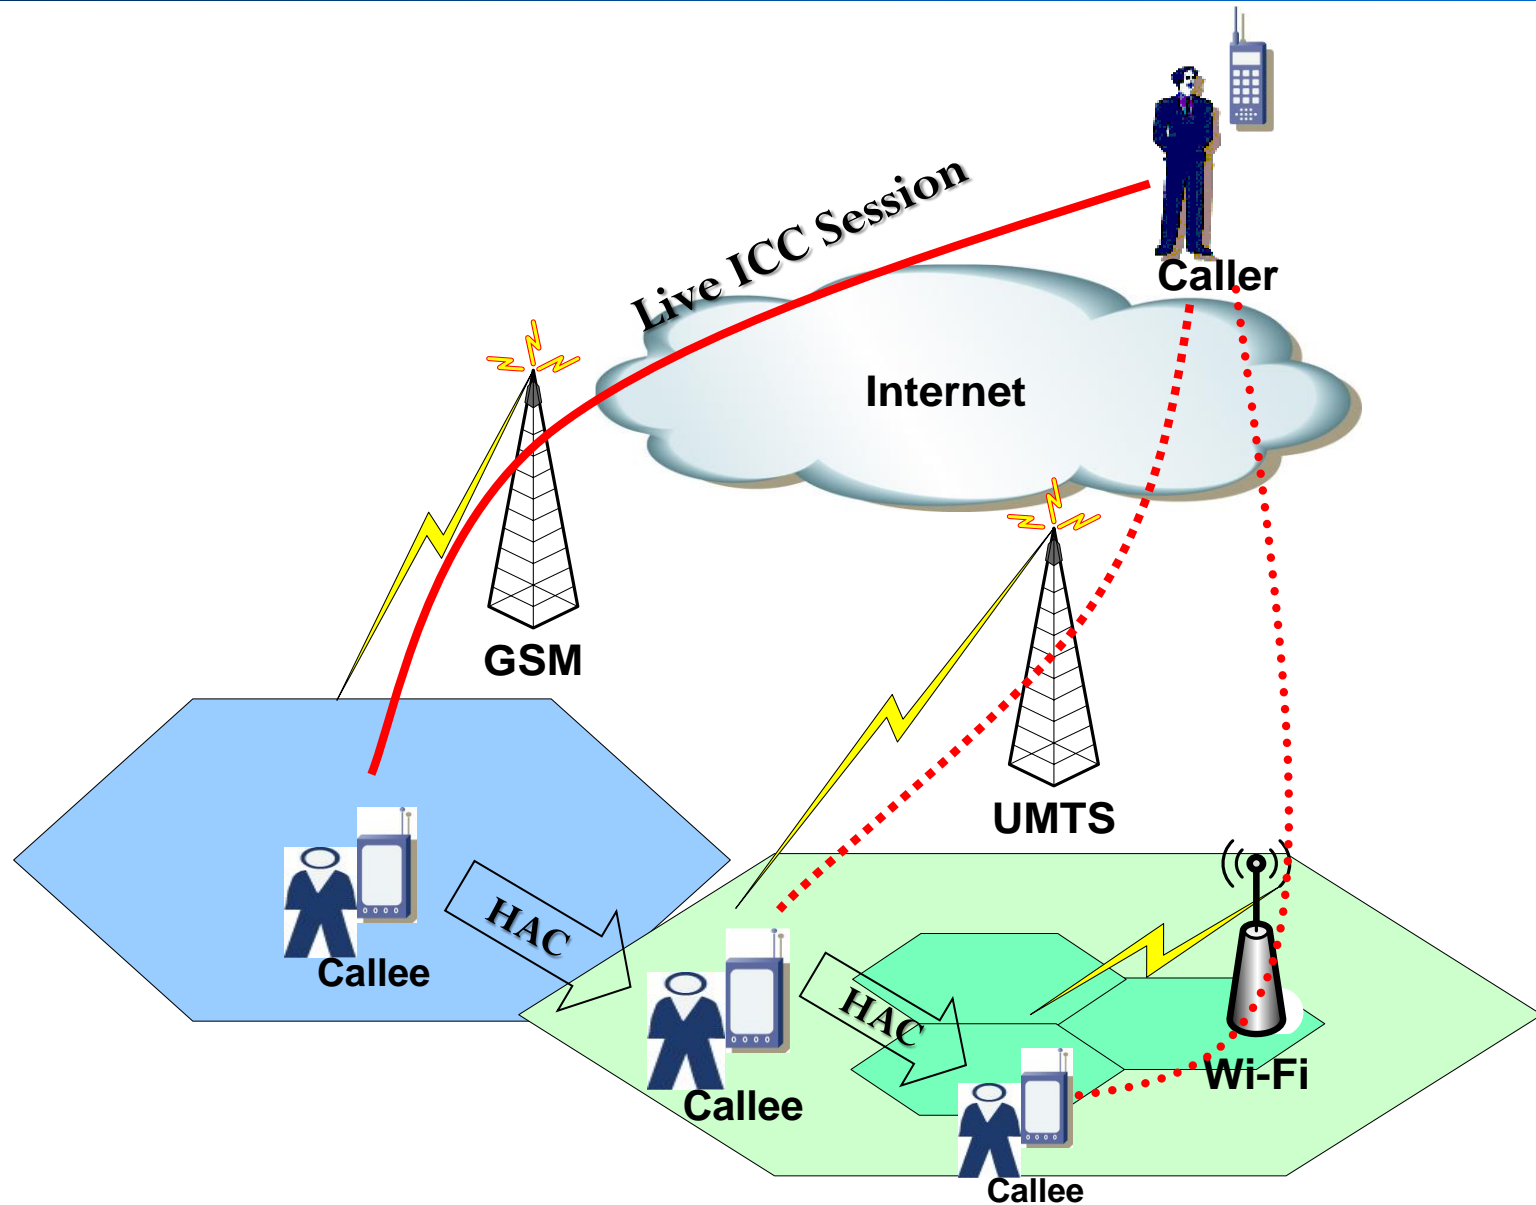 Live ICC Session
Caller
Internet
GSM
UMTS
HAC
Callee
HAC
Wi-Fi
Callee
Callee